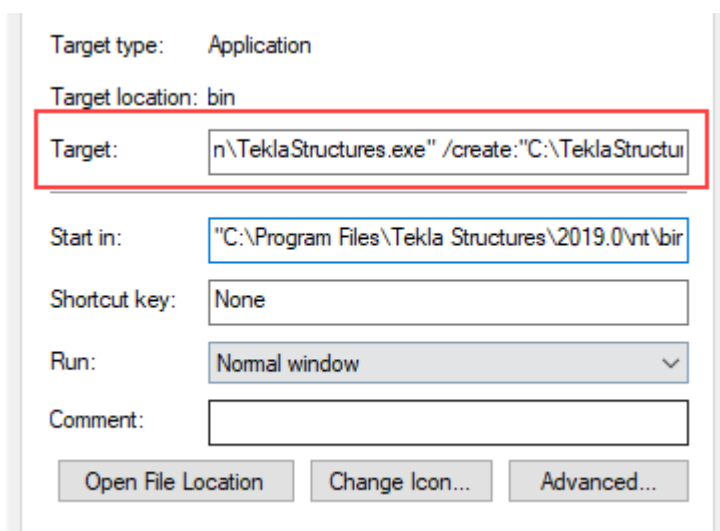 Target type: Application
Target location: bin
Target: n\TeklaStructures.exe" /create:"C:\TeklaStructu
Start in: "C:\Program Files\Tekla Structures\2019.0\nt\bin
Shortcut key: None
Run: Normal window
Comment:
Open File Location Change Icon... Advanced...